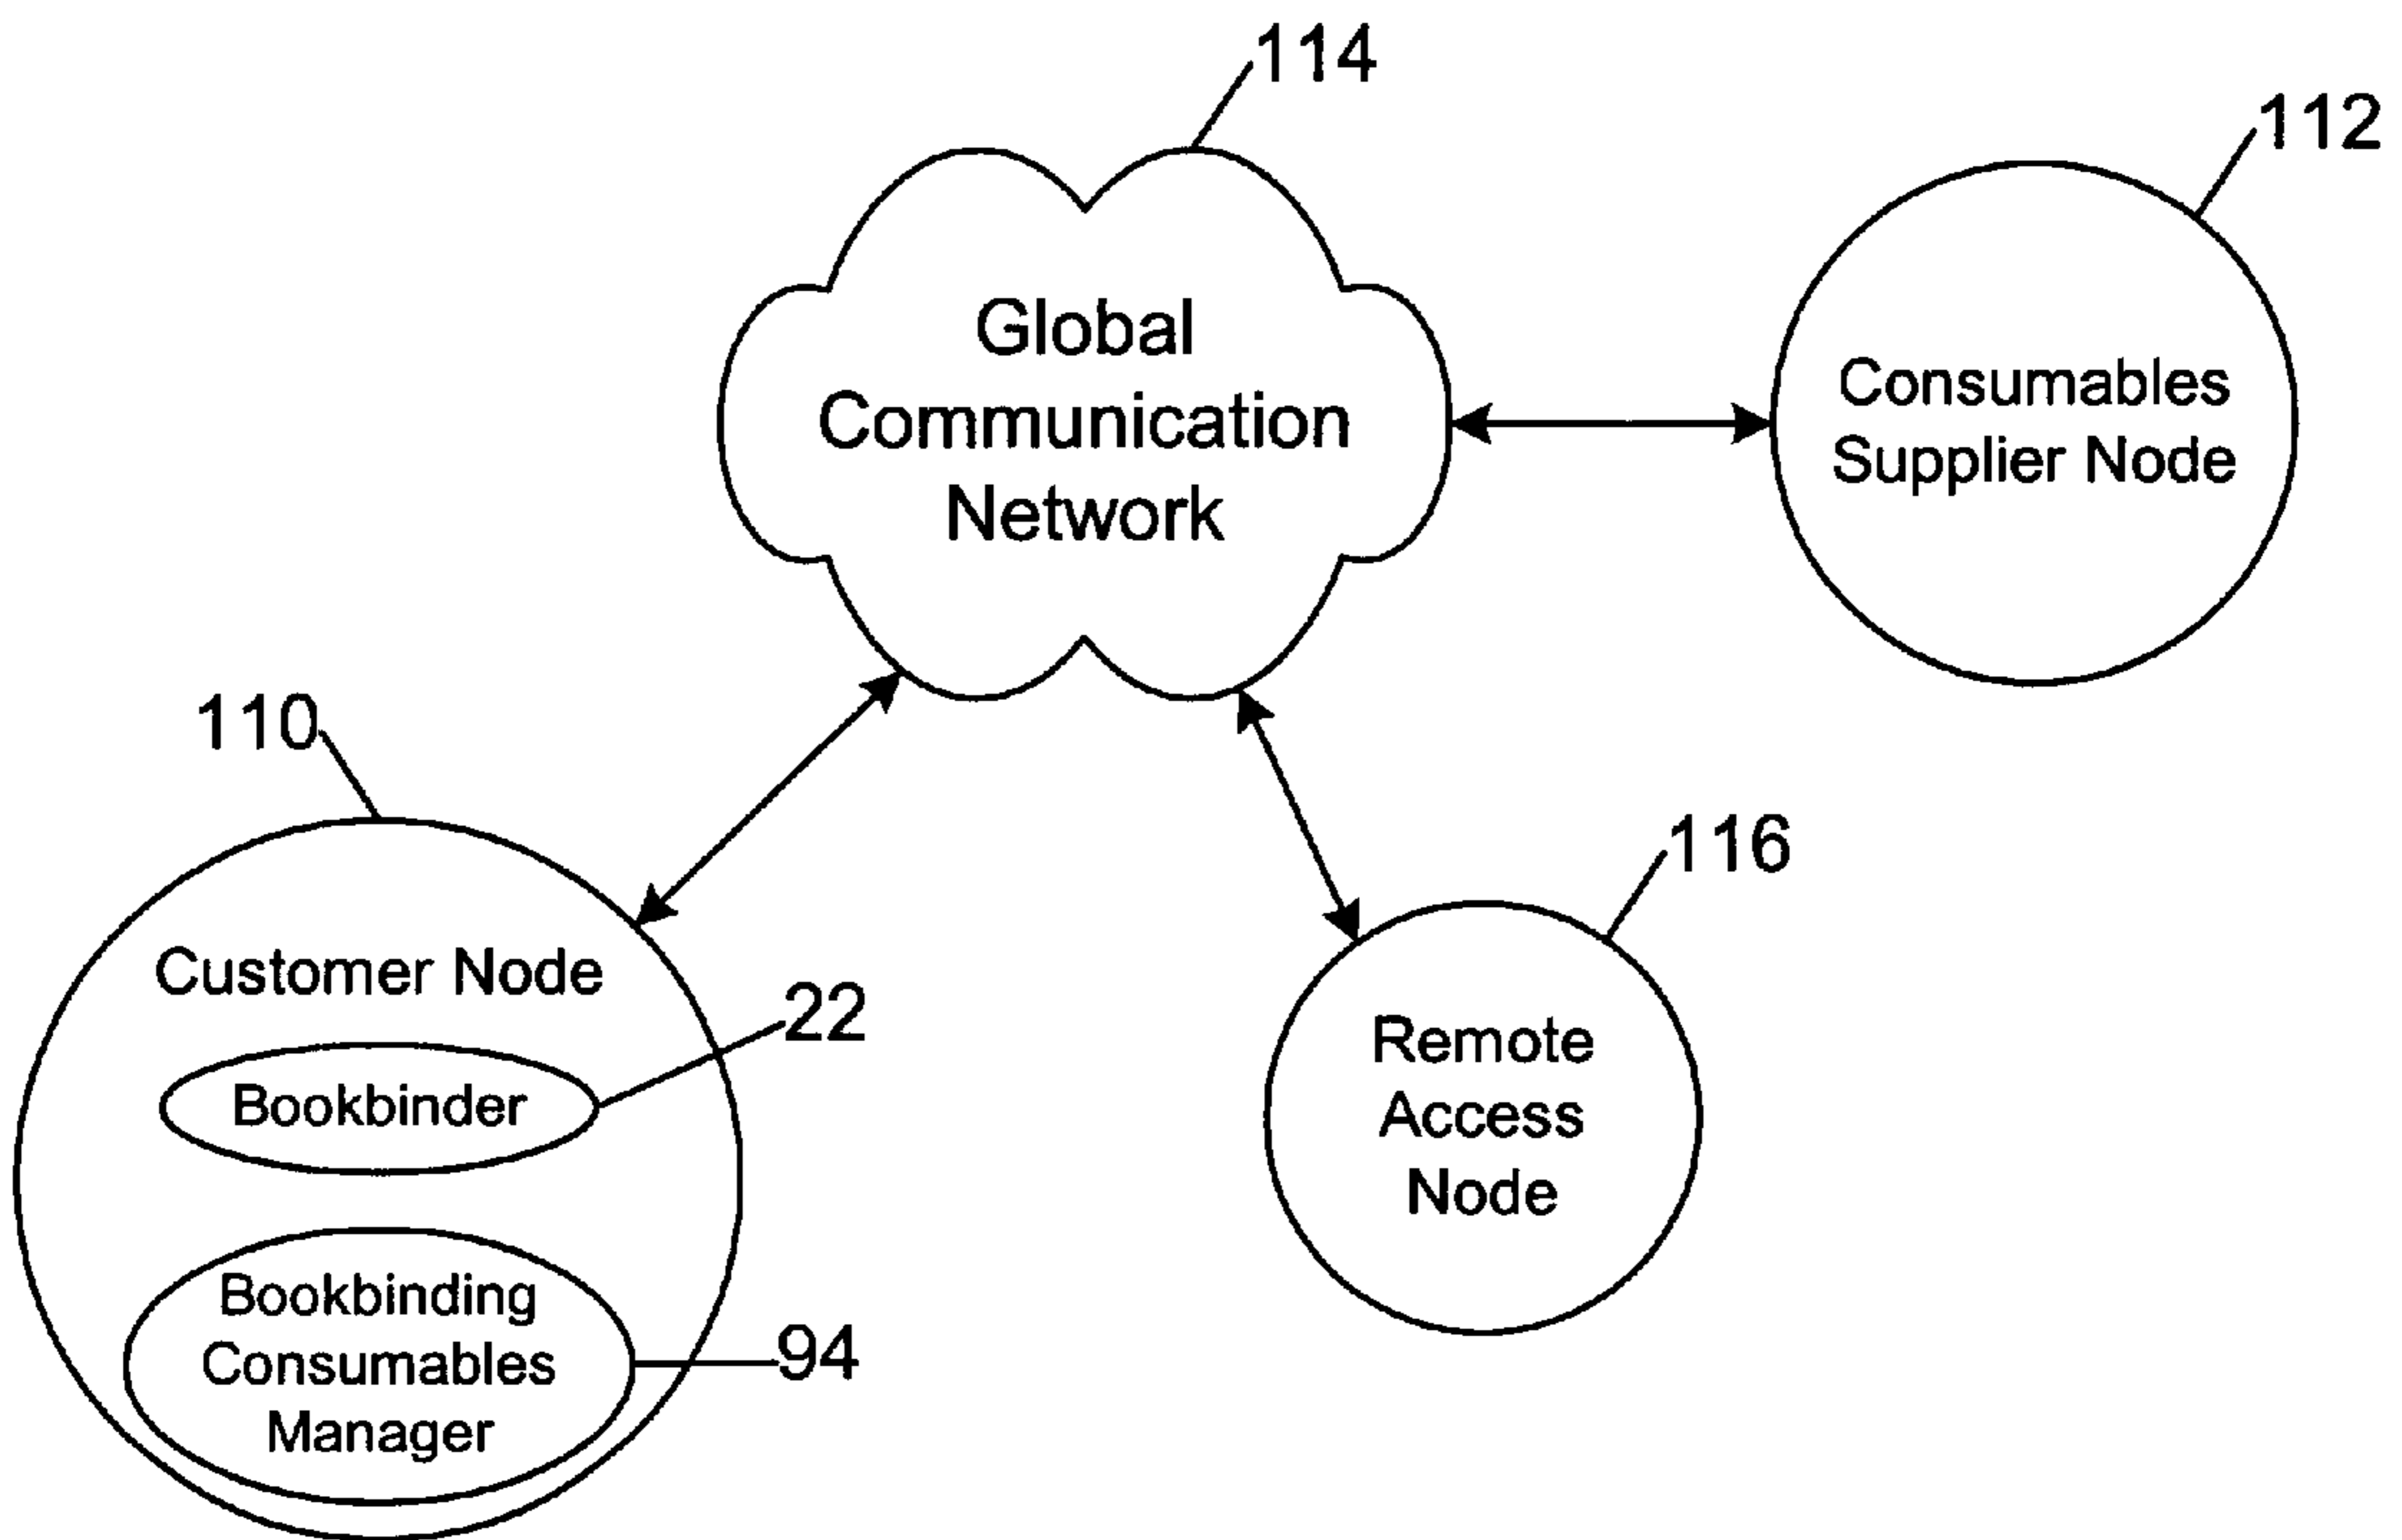 114
112
Global
Communication
Network
Consumables
Supplier Node
110
116
Customer Node
22
Bookbinder
Remote
Access
Node
Bookbinding
Consumables
Manager
94